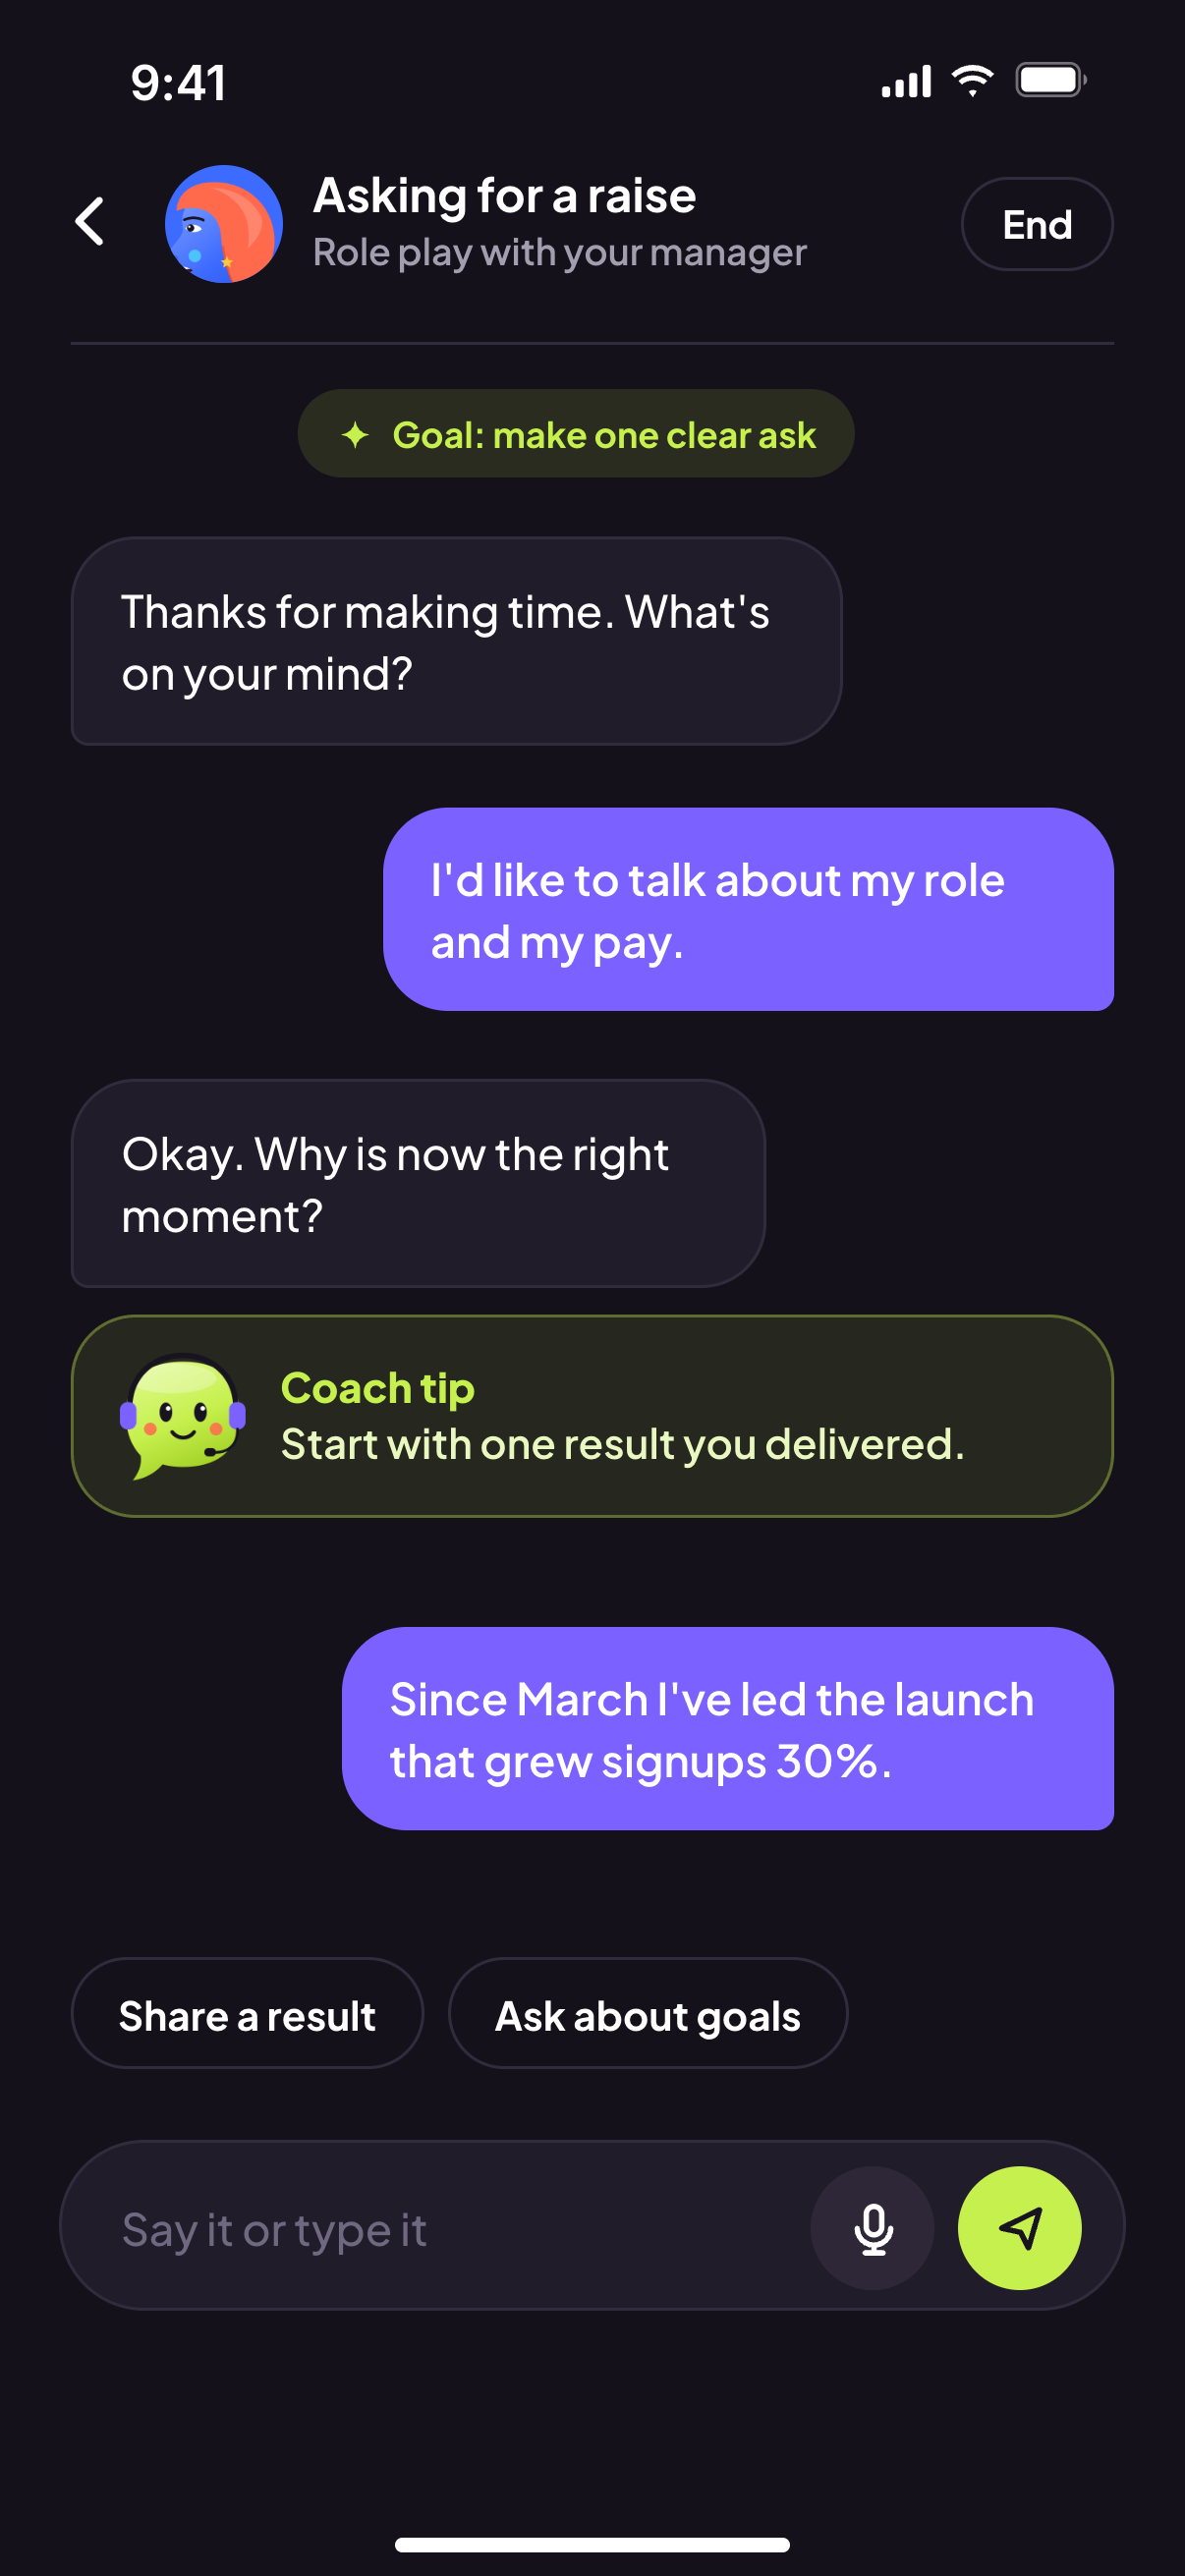 9:41
Asking for a raise
Role play with your manager
End
Goal: make one clear ask
Thanks for making time. What's
on your mind?
I'd like to talk about my role
and my pay.
Okay. Why is now the right
moment?
Coach tip
Start with one result you delivered.
Since March I've led the launch
that grew signups 30%.
Share a result
Ask about goals
Say it or type it